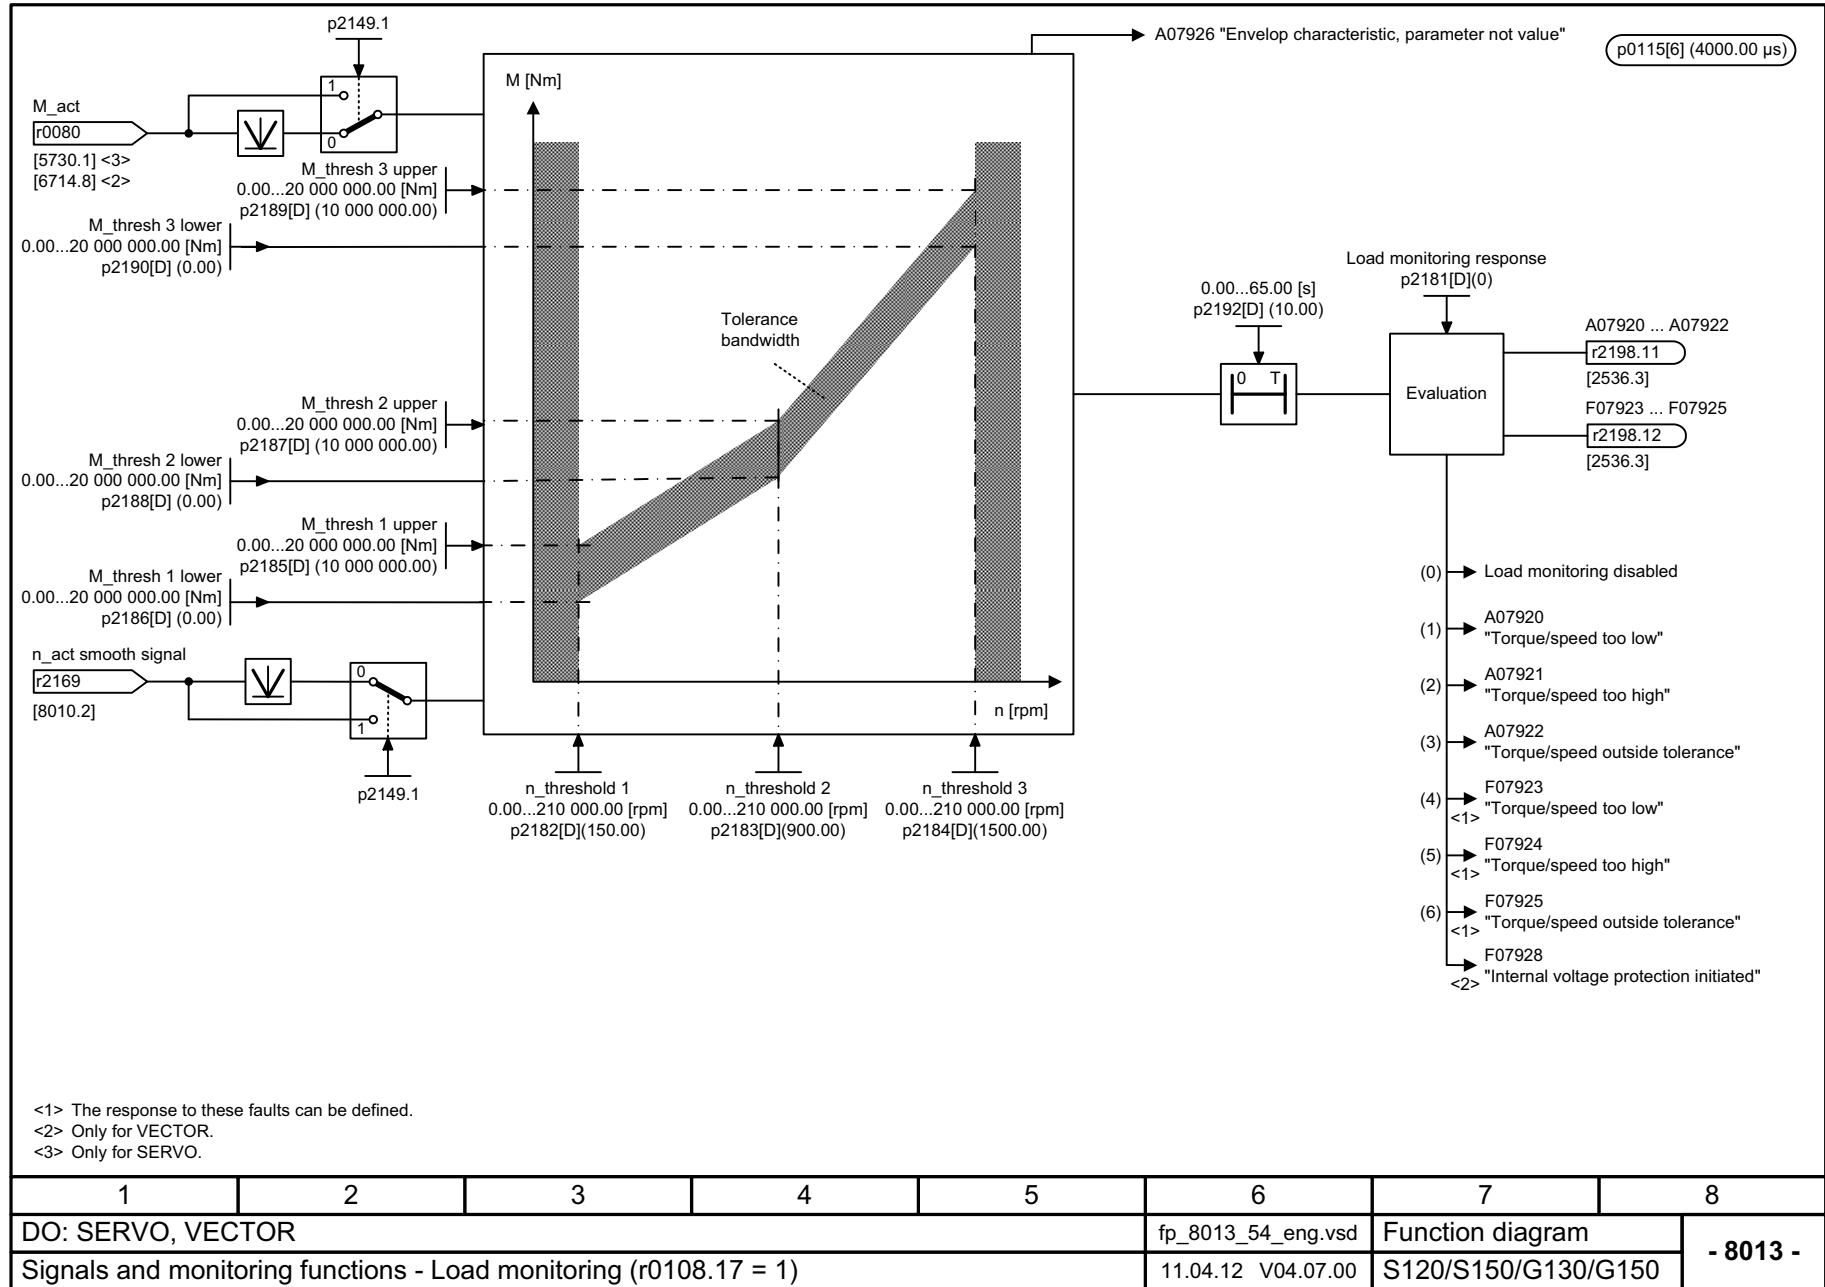 p2149.1
A07926 "Envelop characteristic, parameter not value"
p0115[6] (4000.00 µs)
M_act
r0080
[5730.1] <3>
[6714.8] <2>
1
0
M [Nm]
M_thresh 3 upper
0.00...20 000 000.00 [Nm]
p2189[D] (10 000 000.00)
M_thresh 3 lower
0.00...20 000 000.00 [Nm]
p2190[D] (0.00)
Tolerance
bandwidth
M_thresh 2 upper
0.00...20 000 000.00 [Nm]
p2187[D] (10 000 000.00)
M_thresh 2 lower
0.00...20 000 000.00 [Nm]
p2188[D] (0.00)
M_thresh 1 upper
0.00...20 000 000.00 [Nm]
p2185[D] (10 000 000.00)
M_thresh 1 lower
0.00...20 000 000.00 [Nm]
p2186[D] (0.00)
n_act smooth signal
r2169
[8010.2]
0
1
p2149.1
n [rpm]
n_threshold 1
0.00...210 000.00 [rpm]
p2182[D](150.00)
n_threshold 2
0.00...210 000.00 [rpm]
p2183[D](900.00)
n_threshold 3
0.00...210 000.00 [rpm]
p2184[D](1500.00)
0.00...65.00 [s]
p2192[D] (10.00)
0 T
Load monitoring response
p2181[D](0)
Evaluation
A07920 ... A07922
r2198.11
[2536.3]
F07923 ... F07925
r2198.12
[2536.3]
(0) Load monitoring disabled
(1) A07920
"Torque/speed too low"
(2) A07921
"Torque/speed too high"
(3) A07922
"Torque/speed outside tolerance"
(4) F07923
<1> "Torque/speed too low"
(5) F07924
<1> "Torque/speed too high"
(6) F07925
<1> "Torque/speed outside tolerance"
F07928
<2> "Internal voltage protection initiated"
<1> The response to these faults can be defined.
<2> Only for VECTOR.
<3> Only for SERVO.
1 2 3 4 5 6 7 8
DO: SERVO, VECTOR
fp_8013_54_eng.vsd
Function diagram
- 8013 -
Signals and monitoring functions - Load monitoring (r0108.17 = 1)
11.04.12 V04.07.00
S120/S150/G130/G150